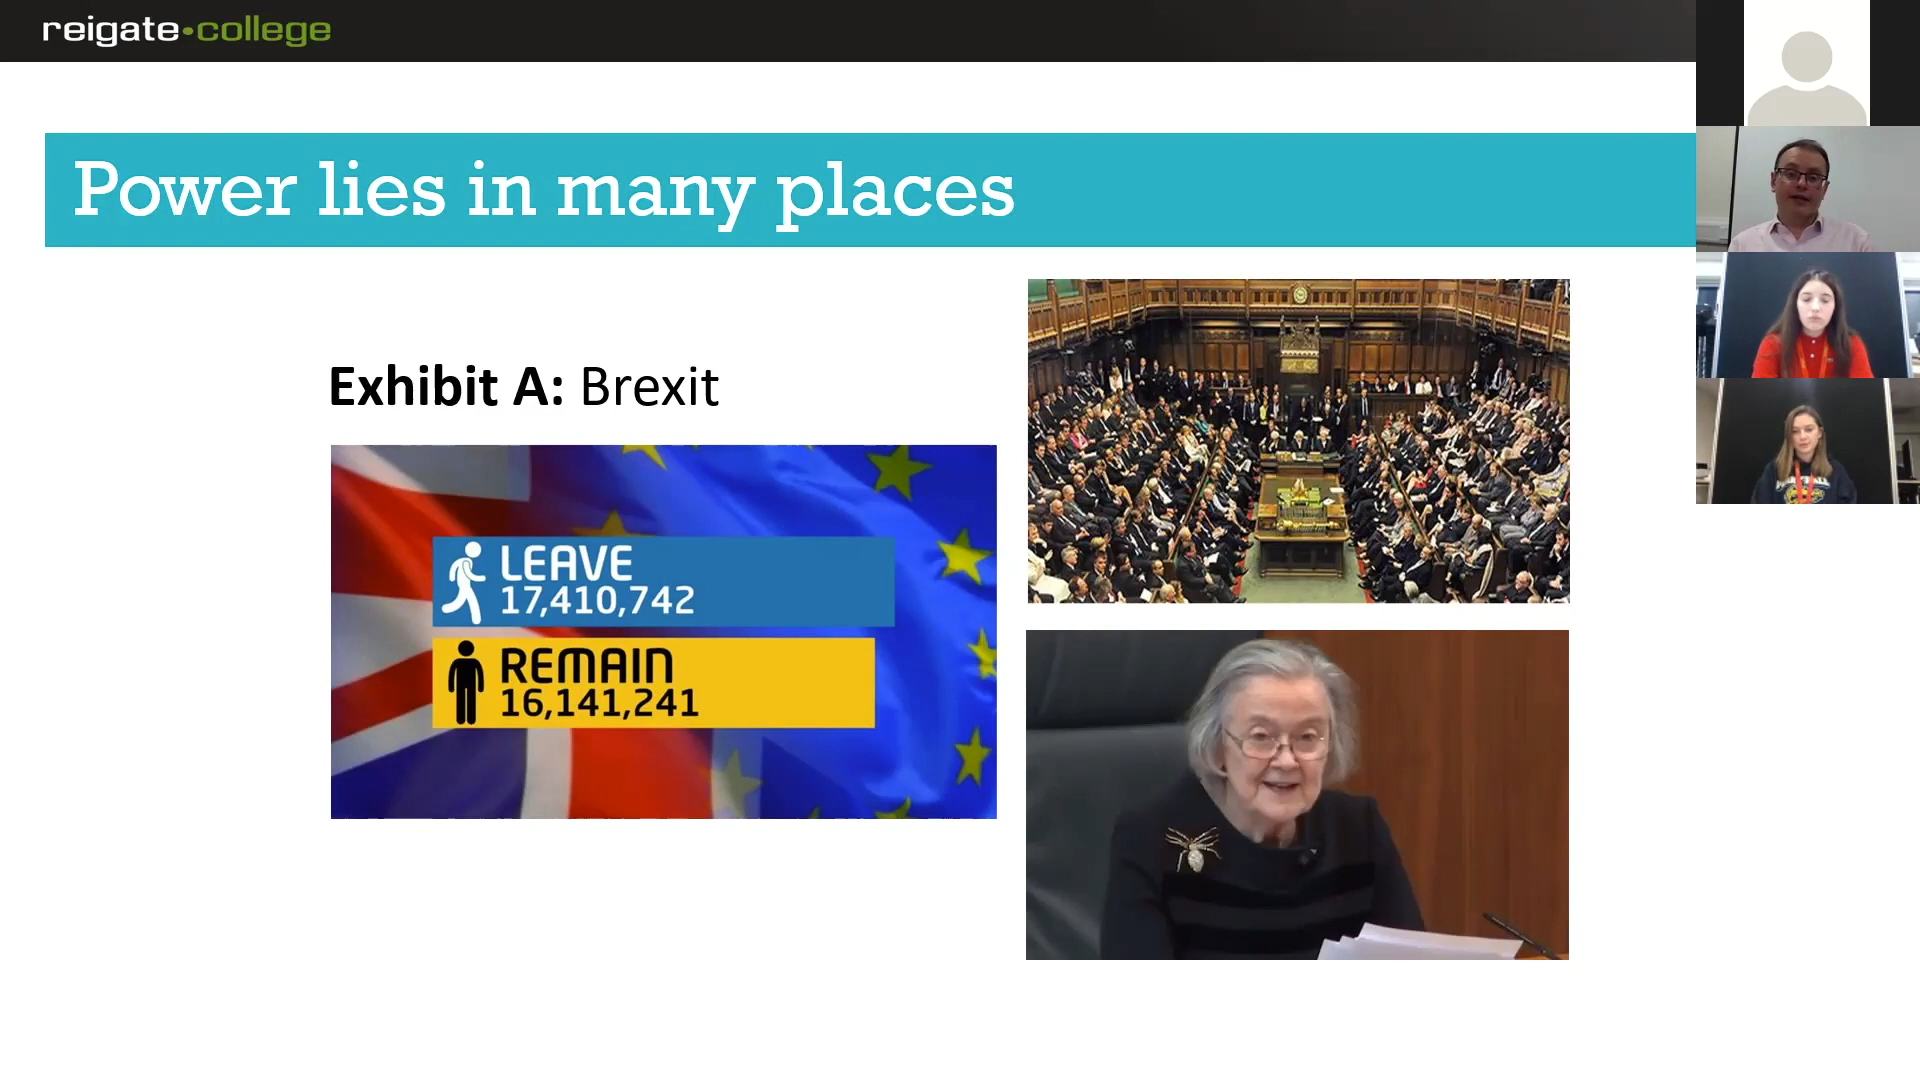 reigate•college
Power lies in many places
Exhibit A: Brexit
LEAVE
17,410,742
REMAIN
16,141,241